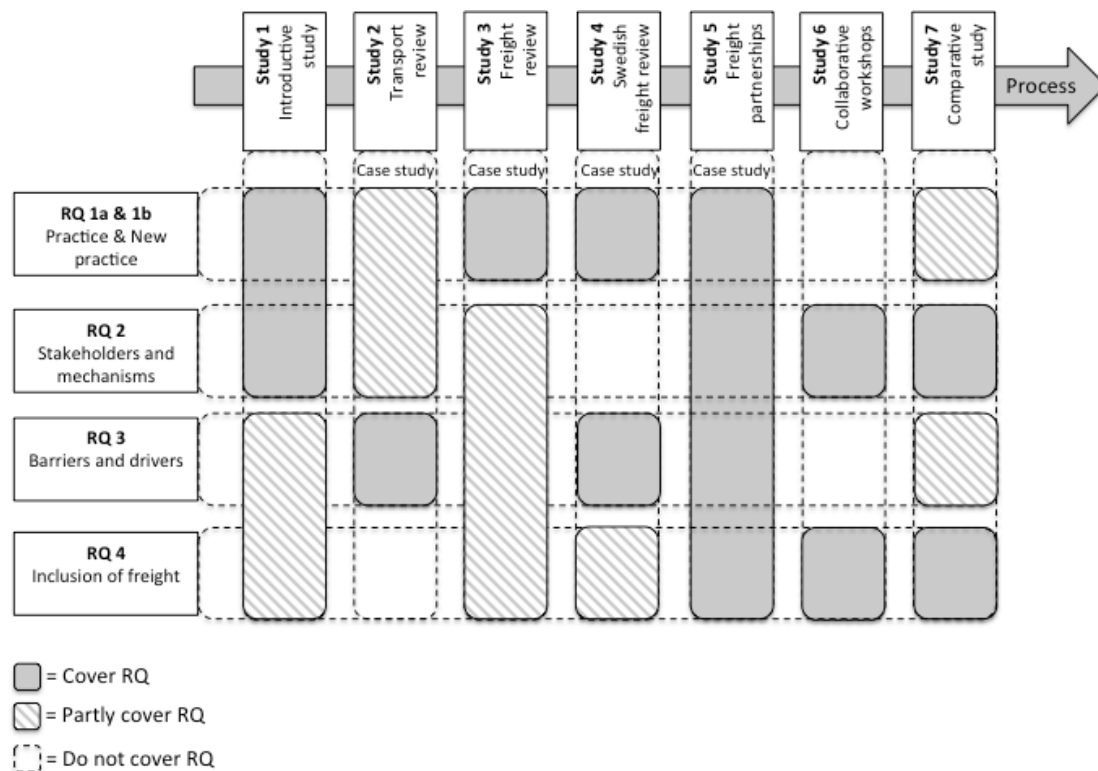 Study 1
Introductive
study
Study 2
Transport
review
Study 3
Freight
review
Study 4
Swedish
freight review
Study 5
Freight
partnerships
Study 6
Collaborative
workshops
Study 7
Comparative
study
Process
Case study
Case study
Case study
Case study
RQ 1a & 1b
Practice & New
practice
RQ 2
Stakeholders and
mechanisms
RQ 3
Barriers and drivers
RQ 4
Inclusion of freight
= Cover RQ
= Partly cover RQ
= Do not cover RQ